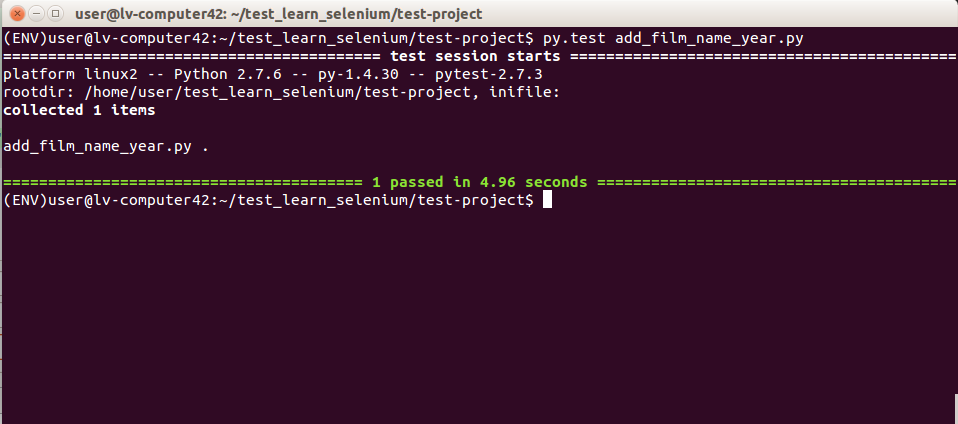 user@lv-computer42: ~/test_learn_selenium/test-project
(ENV)user@lv-computer42:~/test_learn_selenium/test-project$ py.test add_film_name_year.py
========================================== test session starts ===========================================
platform linux2 -- Python 2.7.6 -- py-1.4.30 -- pytest-2.7.3
rootdir: /home/user/test_learn_selenium/test-project, inifile:
collected 1 items
add_film_name_year.py .
======================================== 1 passed in 4.96 seconds ========================================
(ENV)user@lv-computer42:~/test_learn_selenium/test-project$